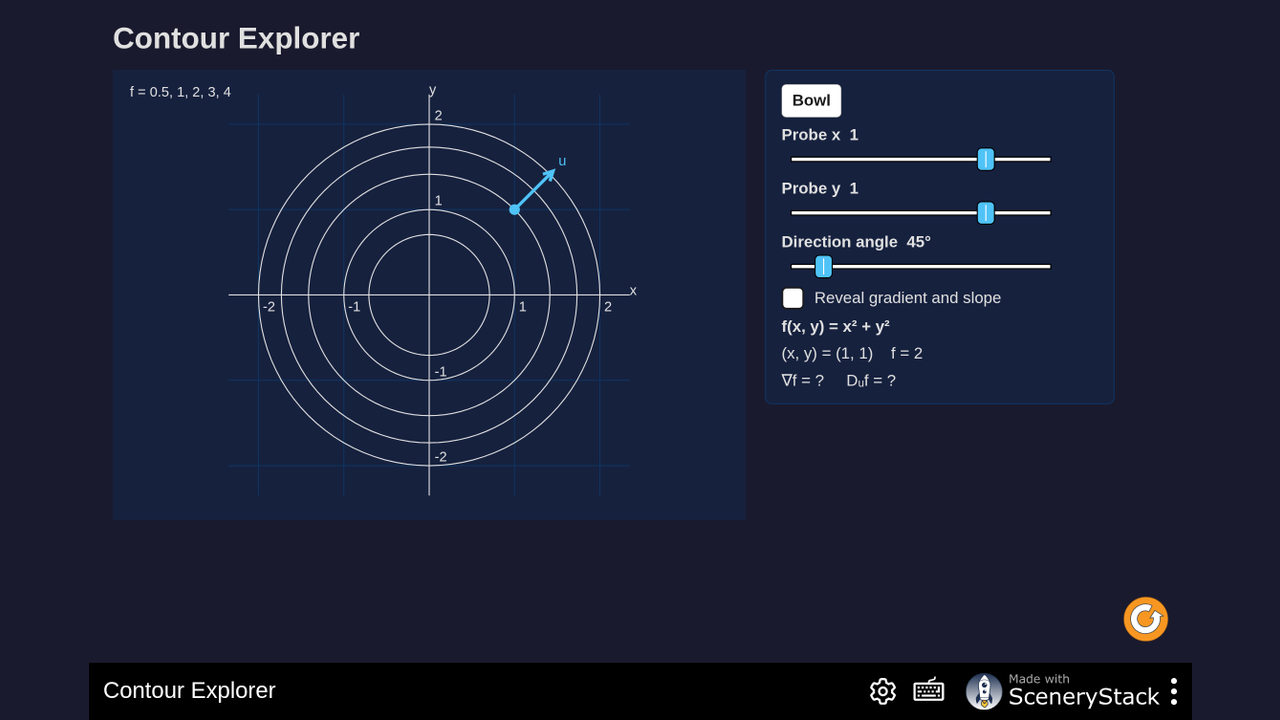 Contour Explorer
f = 0.5, 1, 2, 3, 4
y
2
u
1
x
-2 -1 1 2
-1
-2
Bowl
Probe x 1
Probe y 1
Direction angle 45°
Reveal gradient and slope
f(x, y) = x² + y²
(x, y) = (1, 1) f = 2
∇f = ? Dᵤf = ?
Contour Explorer
Made with
SceneryStack